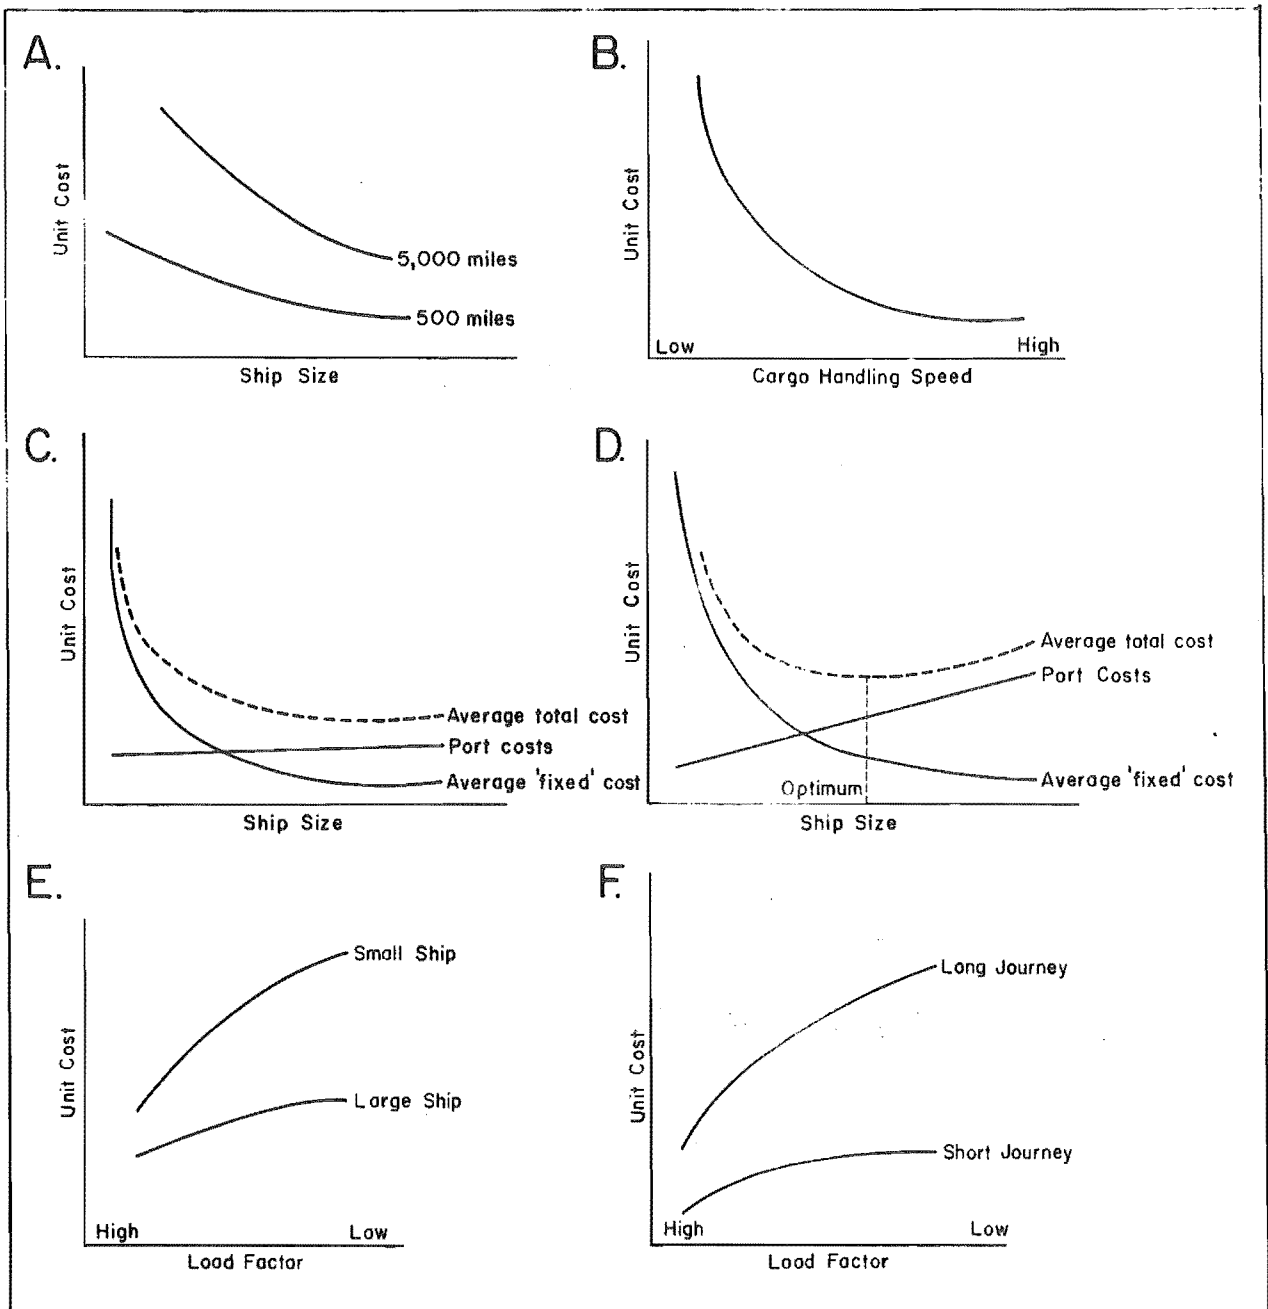 A.
Unit Cost
5,000 miles
500 miles
Ship Size
B.
Unit Cost
Low
High
Cargo Handling Speed
C.
Unit Cost
Average total cost
Port costs
Average 'fixed' cost
Ship Size
D.
Unit Cost
Average total cost
Port Costs
Average 'fixed' cost
Optimum
Ship Size
E.
Unit Cost
Small Ship
Large Ship
High
Low
Load Factor
F.
Unit Cost
Long Journey
Short Journey
High
Low
Load Factor